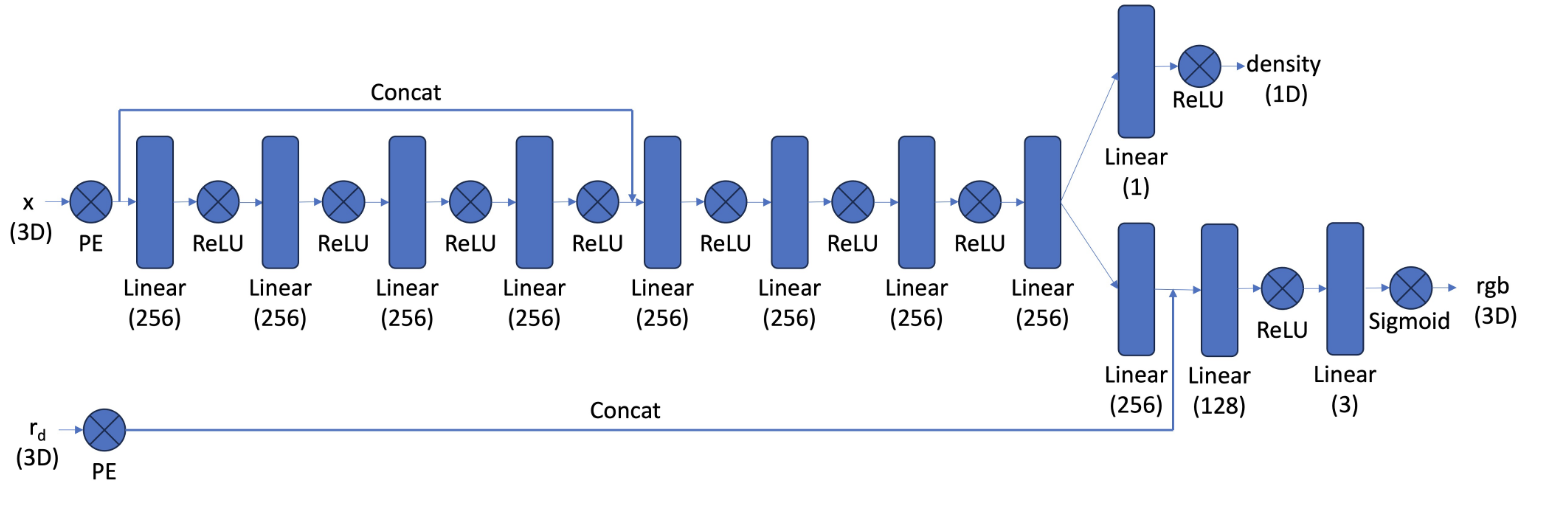 Concat
x
(3D)
PE
Linear
(256)
ReLU
Linear
(256)
ReLU
Linear
(256)
ReLU
Linear
(256)
ReLU
Linear
(256)
ReLU
Linear
(256)
ReLU
Linear
(256)
ReLU
Linear
(256)
Linear
(1)
ReLU
density
(1D)
Linear
(256)
Linear
(128)
ReLU
Linear
(3)
Sigmoid
rgb
(3D)
Concat
rd
(3D)
PE